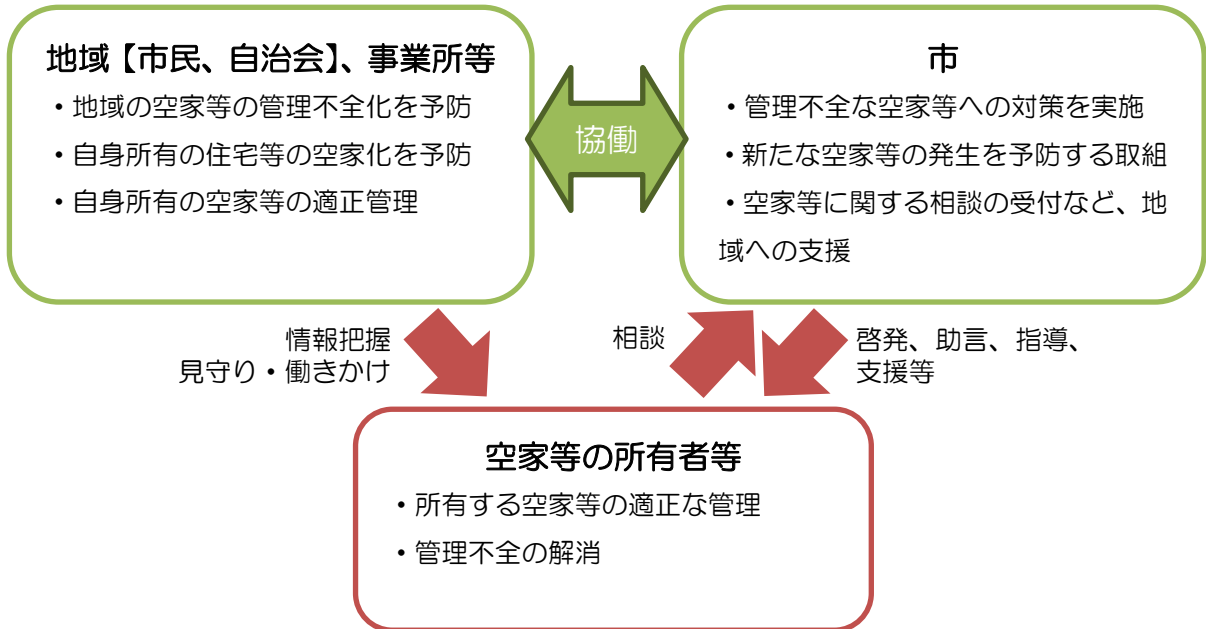 地域【市民、自治会】、事業所等
・地域の空家等の管理不全化を予防
・自身所有の住宅等の空家化を予防
・自身所有の空家等の適正管理
協働
市
・管理不全な空家等への対策を実施
・新たな空家等の発生を予防する取組
・空家等に関する相談の受付など、地
域への支援
情報把握
見守り・働きかけ
相談
啓発、助言、指導、
支援等
空家等の所有者等
・所有する空家等の適正な管理
・管理不全の解消